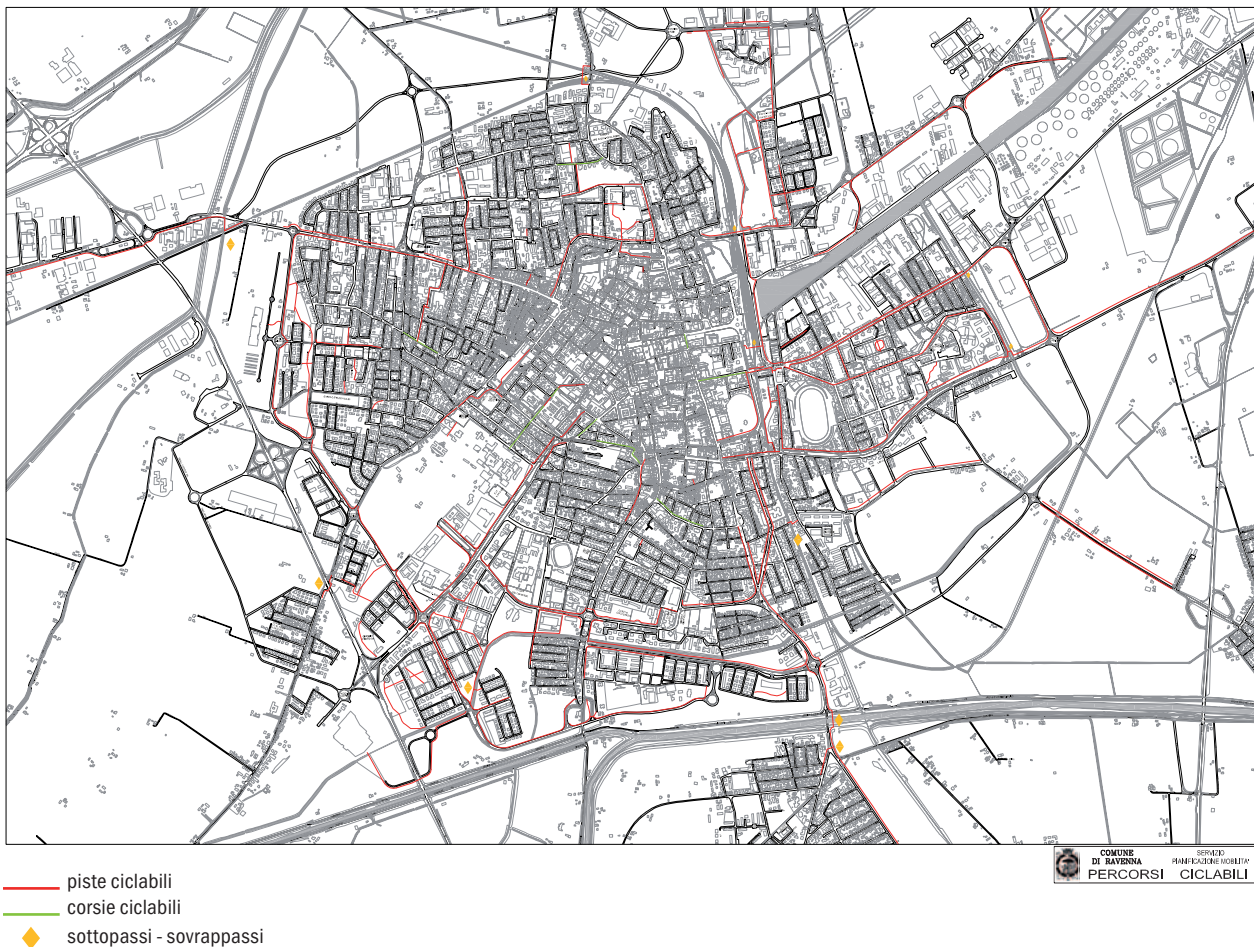 COMUNE
DI RAVENNA
SERVIZIO
PIANIFICAZIONE MOBILITA'
PERCORSI CICLABILI
piste ciclabili
corsie ciclabili
sottopassi - sovrappassi